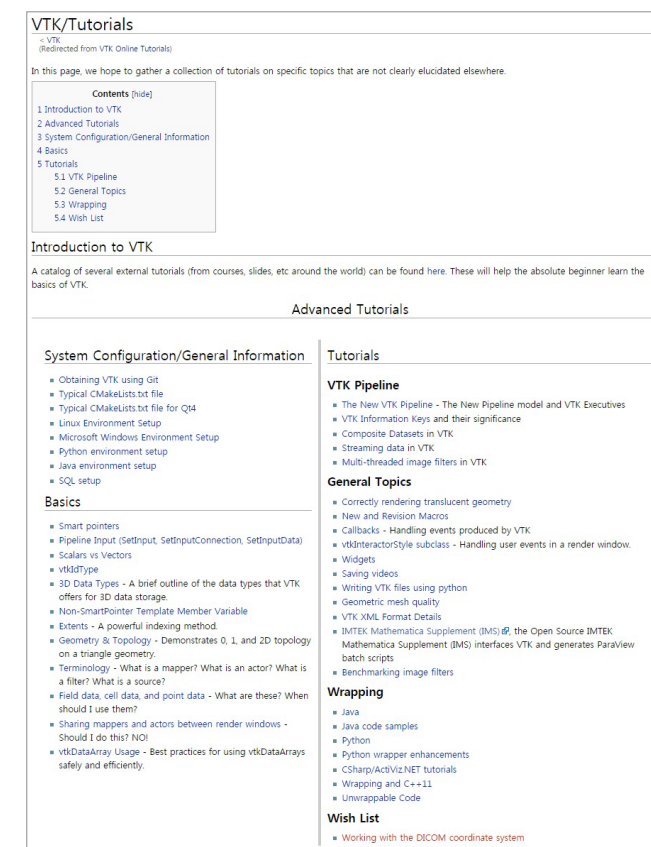 VTK/Tutorials
< VTK
(Redirected from VTK Online Tutorials)
In this page, we hope to gather a collection of tutorials on specific topics that are not clearly elucidated elsewhere.
Contents [hide]
1 Introduction to VTK
2 Advanced Tutorials
3 System Configuration/General Information
4 Basics
5 Tutorials
5.1 VTK Pipeline
5.2 General Topics
5.3 Wrapping
5.4 Wish List
Introduction to VTK
A catalog of several external tutorials (from courses, slides, etc around the world) can be found here. These will help the absolute beginner learn the
basics of VTK.
Advanced Tutorials
System Configuration/General Information
Obtaining VTK using Git
Typical CMakeLists.txt file
Typical CMakeLists.txt file for Qt4
Linux Environment Setup
Microsoft Windows Environment Setup
Python environment setup
Java environment setup
SQL setup
Basics
Smart pointers
Pipeline Input (SetInput, SetInputConnection, SetInputData)
Scalars vs Vectors
vtkIdType
3D Data Types - A brief outline of the data types that VTK
offers for 3D data storage.
Non-SmartPointer Template Member Variable
Extents - A powerful indexing method.
Geometry & Topology - Demonstrates 0, 1, and 2D topology
on a triangle geometry.
Terminology - What is a mapper? What is an actor? What is
a filter? What is a source?
Field data, cell data, and point data - What are these? When
should I use them?
Sharing mappers and actors between render windows -
Should I do this? NO!
vtkDataArray Usage - Best practices for using vtkDataArrays
safely and efficiently.
Tutorials
VTK Pipeline
The New VTK Pipeline - The New Pipeline model and VTK Executives
VTK Information Keys and their significance
Composite Datasets in VTK
Streaming data in VTK
Multi-threaded image filters in VTK
General Topics
Correctly rendering translucent geometry
New and Revision Macros
Callbacks - Handling events produced by VTK
vtkInteractorStyle subclass - Handling user events in a render window.
Widgets
Saving videos
Writing VTK files using python
Geometric mesh quality
VTK XML Format Details
IMTEK Mathematica Supplement (IMS), the Open Source IMTEK
Mathematica Supplement (IMS) interfaces VTK and generates ParaView
batch scripts
Benchmarking image filters
Wrapping
Java
Java code samples
Python
Python wrapper enhancements
CSharp/ActiViz.NET tutorials
Wrapping and C++11
Unwrappable Code
Wish List
Working with the DICOM coordinate system